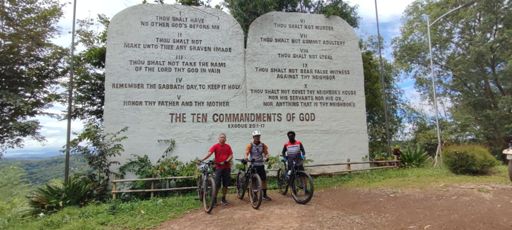 I
THOU SHALT HAVE
NO OTHER GOD'S BEFORE ME
II
THOU SHALT NOT
MAKE UNTO THEE ANY GRAVEN IMAGE
III
THOU SHALT NOT TAKE THE NAME
OF THE LORD THY GOD IN VAIN
IV
REMEMBER THE SABBATH DAY, TO KEEP IT HOLY
V
HONOR THY FATHER AND THY MOTHER
VI
THOU SHALT NOT MURDER
VII
THOU SHALT NOT COMMIT ADULTERY
VIII
THOU SHALT NOT STEAL
IX
THOU SHALT NOT BEAR FALSE WITNESS
AGAINST THY NEIGHBOR
X
THOU SHALT NOT COVET THY NEIGHBOR'S HOUSE
NOR HIS SERVANTS NOR HIS OX,
NOR ANYTHING THAT IS THY NEIGHBOR'S
THE TEN COMMANDMENTS OF GOD
EXODUS 20:1-17